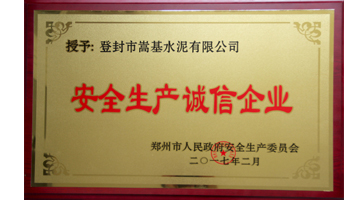 授予：登封市嵩基水泥有限公司
安全生产诚信企业
郑州市人民政府安全生产委员会
二〇一七年二月